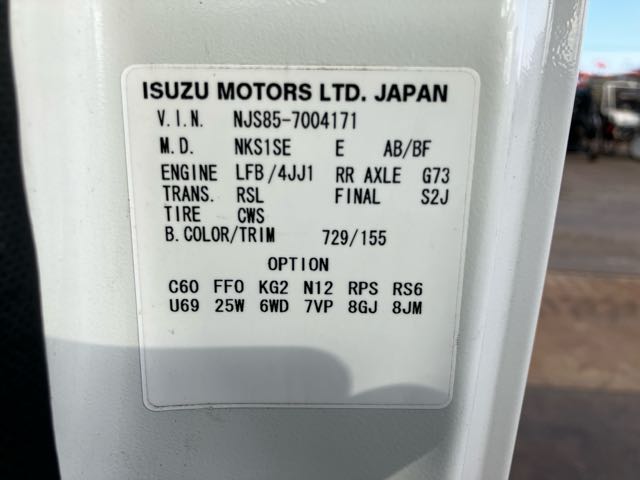 ISUZU MOTORS LTD. JAPAN
V.I.N. NJS85-7004171
M.D. NKS1SE E AB/BF
ENGINE LFB/4JJ1 RR AXLE G73
TRANS. RSL FINAL S2J
TIRE CWS
B.COLOR/TRIM 729/155
OPTION
C60 FF0 KG2 N12 RPS RS6
U69 25W 6WD 7VP 8GJ 8JM